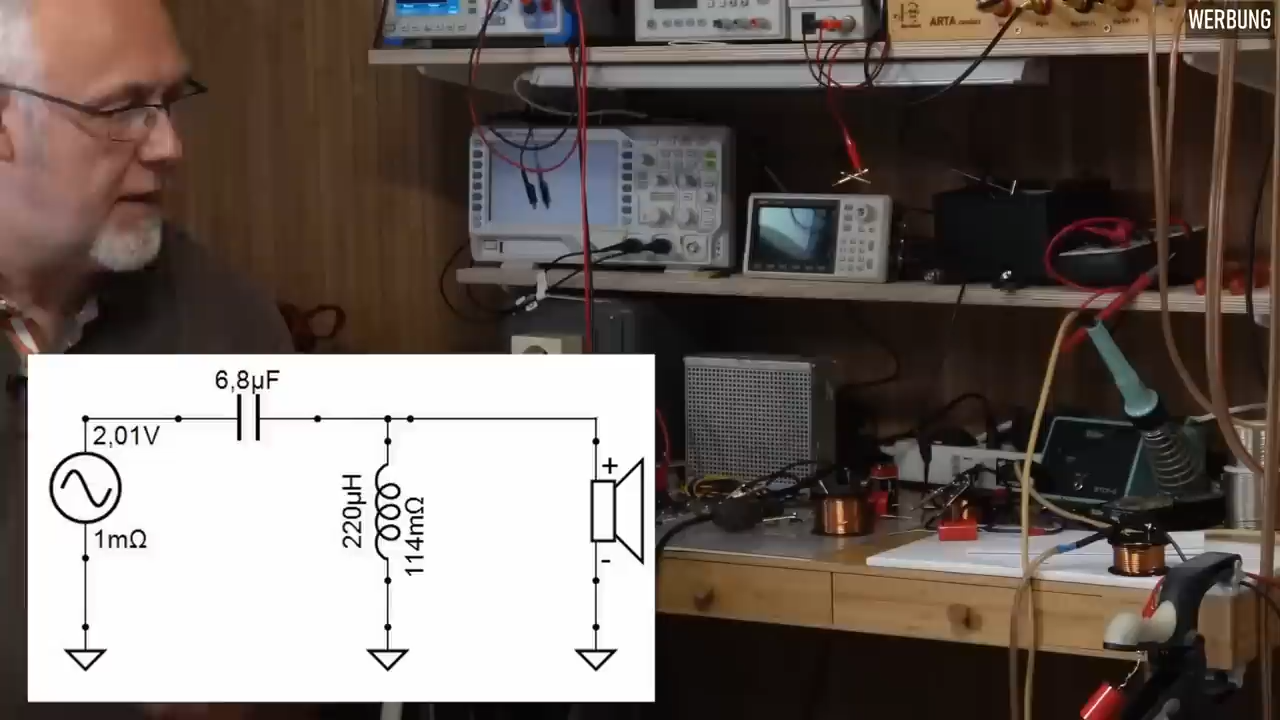 WERBUNG
ARTA
6,8µF
2,01V
1mΩ
220µH
114mΩ
+
-